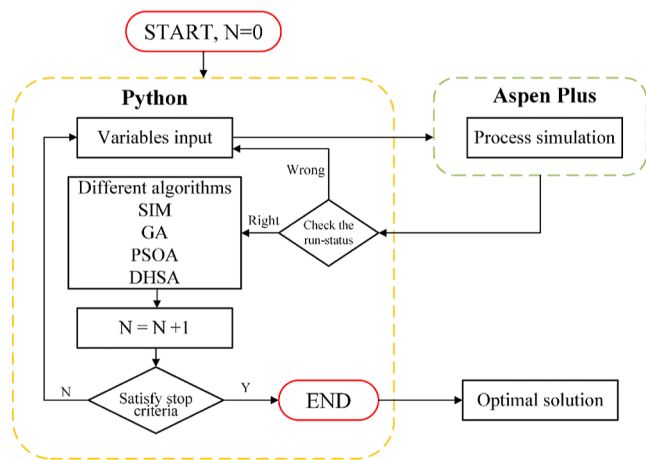 START, N=0
Python
Aspen Plus
Variables input
Process simulation
Wrong
Different algorithms
SIM
GA
PSOA
DHSA
Right
Check the
run-status
N = N +1
N
Satisfy stop
criteria
Y
END
Optimal solution